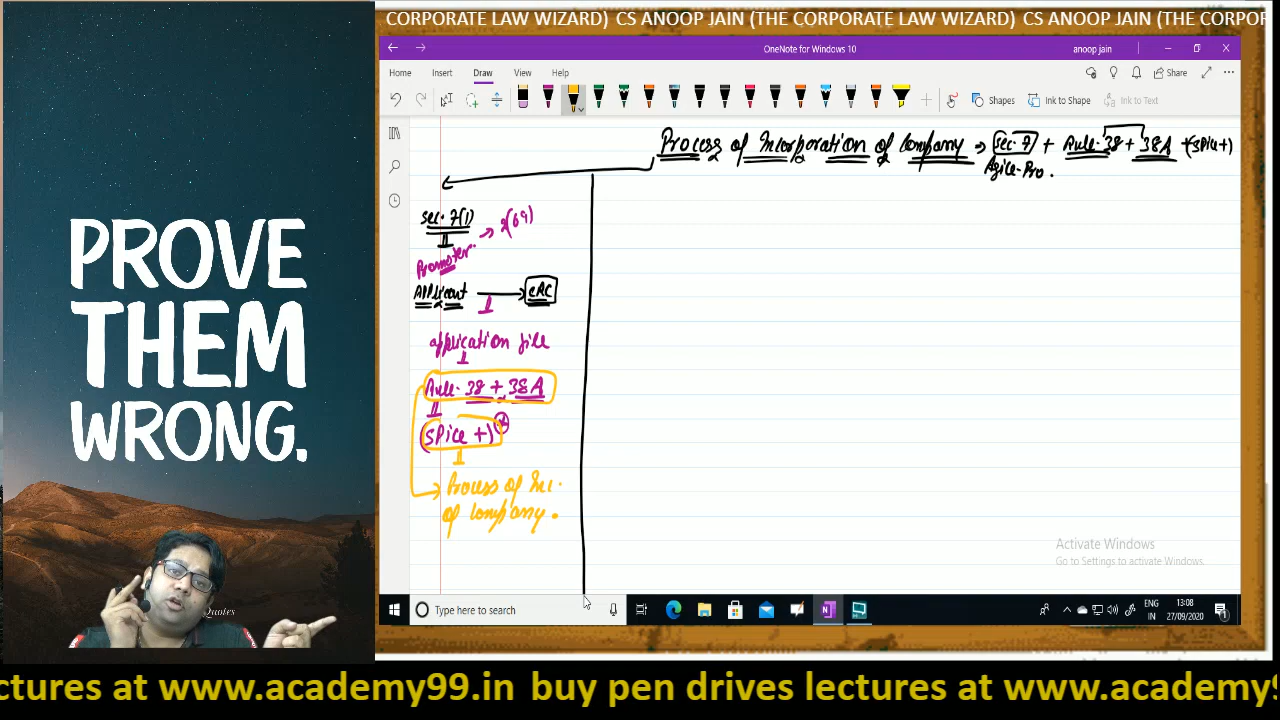 CORPORATE LAW WIZARD) CS ANOOP JAIN (THE CORPORATE LAW WIZARD) CS ANOOP JAIN (THE CORPOR
OneNote for Windows 10
anoop jain
Home Insert Draw View Help
Share
Shapes
Ink to Shape
Ink to Text
Process of Incorporation of Company → Sec. 7 + Rule-38 + 38A + (SPice+)
Agile-Pro.
Sec. 7(1)
→ 2(69)
Promoter.
Applicant → CRC
application file
Rule. 38 + 38A
(SPice +)
Process of Inc.
of Company.
PROVE
THEM
WRONG.
Quotes
Activate Windows
Go to Settings to activate Windows.
Type here to search
ENG
IN
13:08
27/09/2020
ctures at www.academy99.in buy pen drives lectures at www.academy9